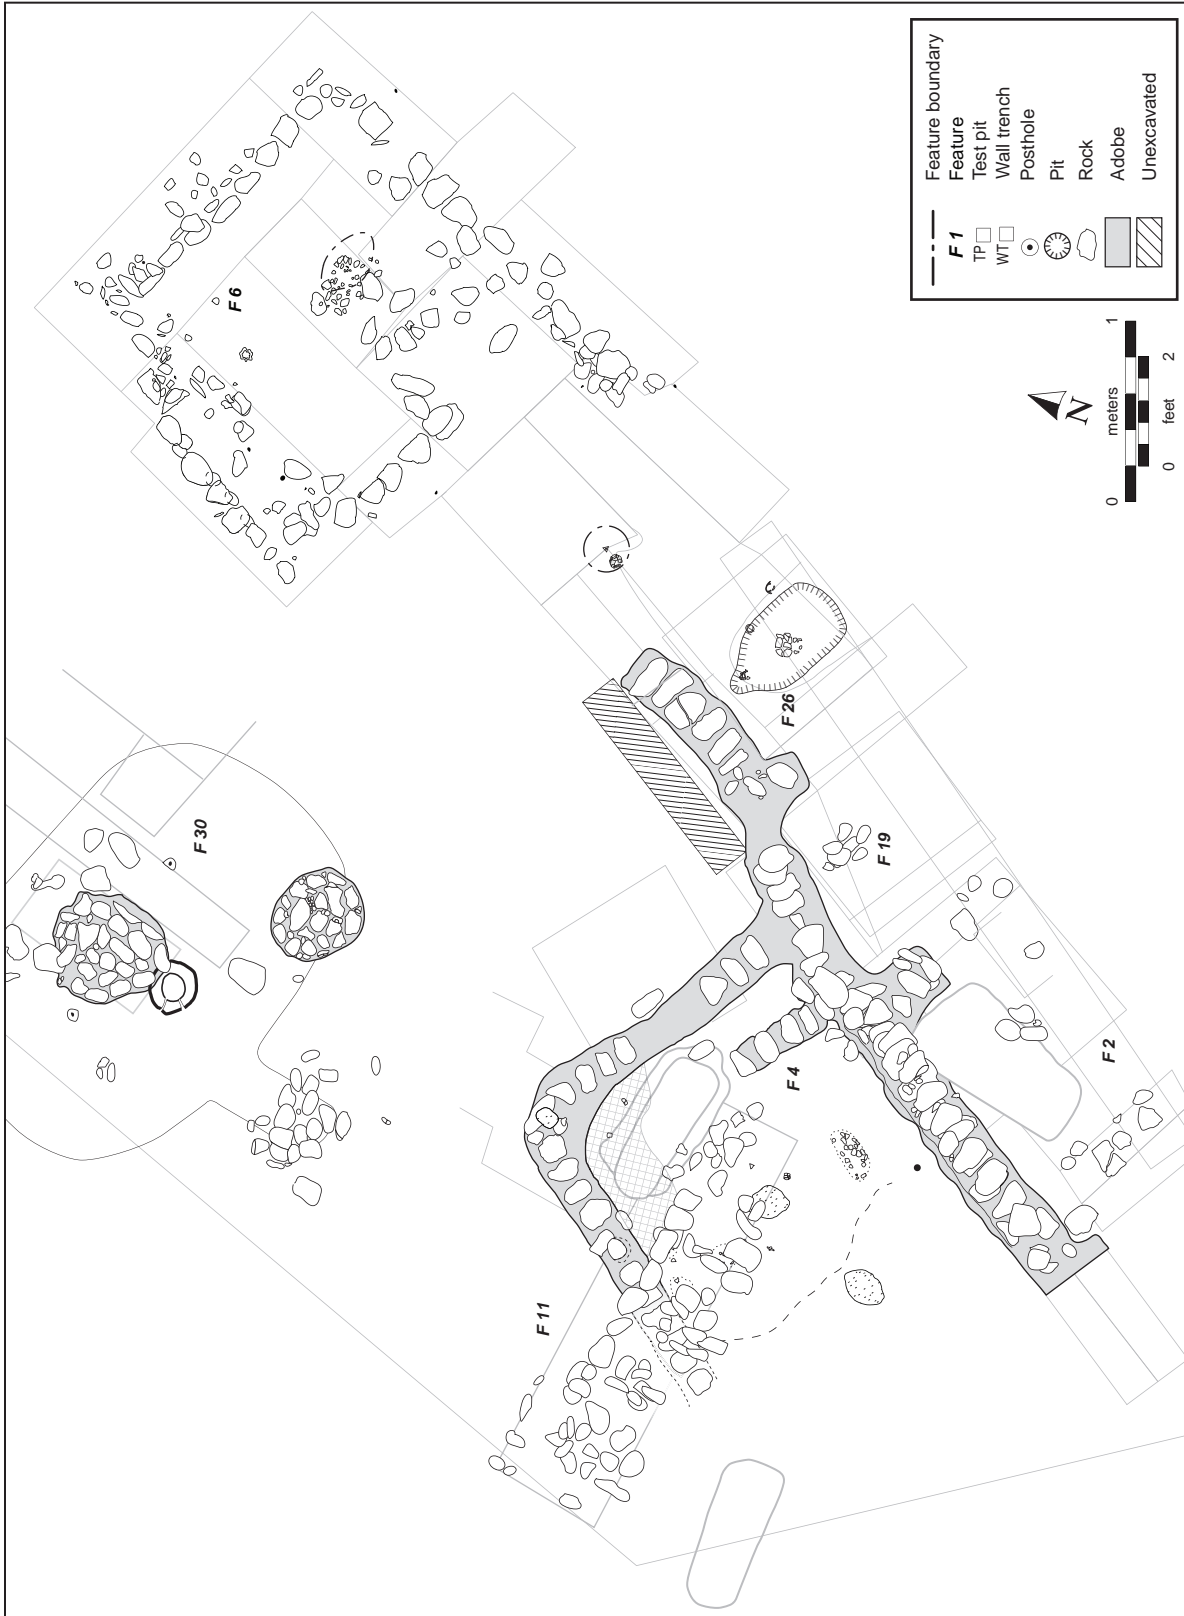 F 6
F 30
F 11
F 4
F 19
F 26
F 2
N
meters
0 1
0 2
feet
Feature boundary
F 1 Feature
TP Test pit
WT Wall trench
Posthole
Pit
Rock
Adobe
Unexcavated